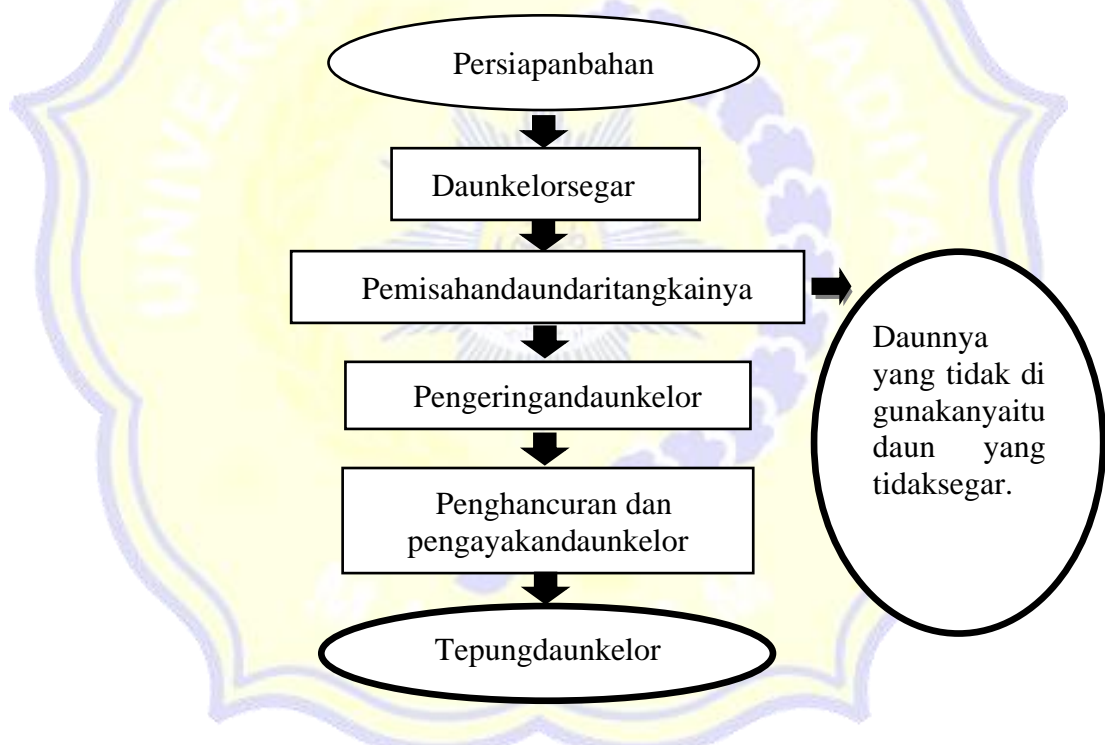 Persiapanbahan
Daunkelorsegar
Pemisahandaundaritangkainya
Daunnya
yang tidak di
gunakanyaitu
daun yang
tidaksegar.
Pengeringandaunkelor
Penghancuran dan
pengayakandaunkelor
Tepungdaunkelor